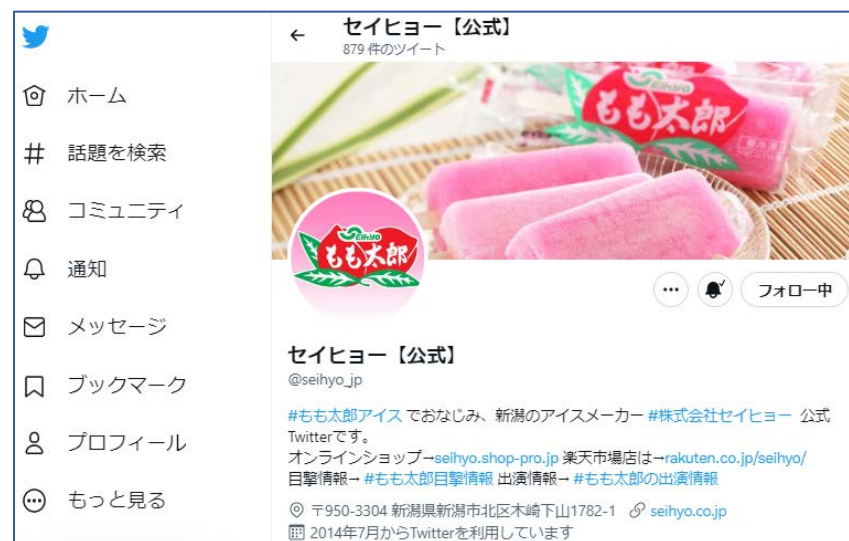 セイヒョー【公式】
879 件のツイート
ホーム
話題を検索
コミュニティ
通知
メッセージ
ブックマーク
プロフィール
もっと見る
SEIHYO
もも太郎
SEIHYO
もも太郎
フォロー中
セイヒョー【公式】
@seihyo_jp
#もも太郎アイス でおなじみ、新潟のアイスメーカー #株式会社セイヒョー 公式
Twitterです。
オンラインショップ→seihyo.shop-pro.jp 楽天市場店は→rakuten.co.jp/seihyo/
目撃情報→ #もも太郎目撃情報 出演情報→ #もも太郎の出演情報
〒950-3304 新潟県新潟市北区木崎下山1782-1 seihyo.co.jp
2014年7月からTwitterを利用しています